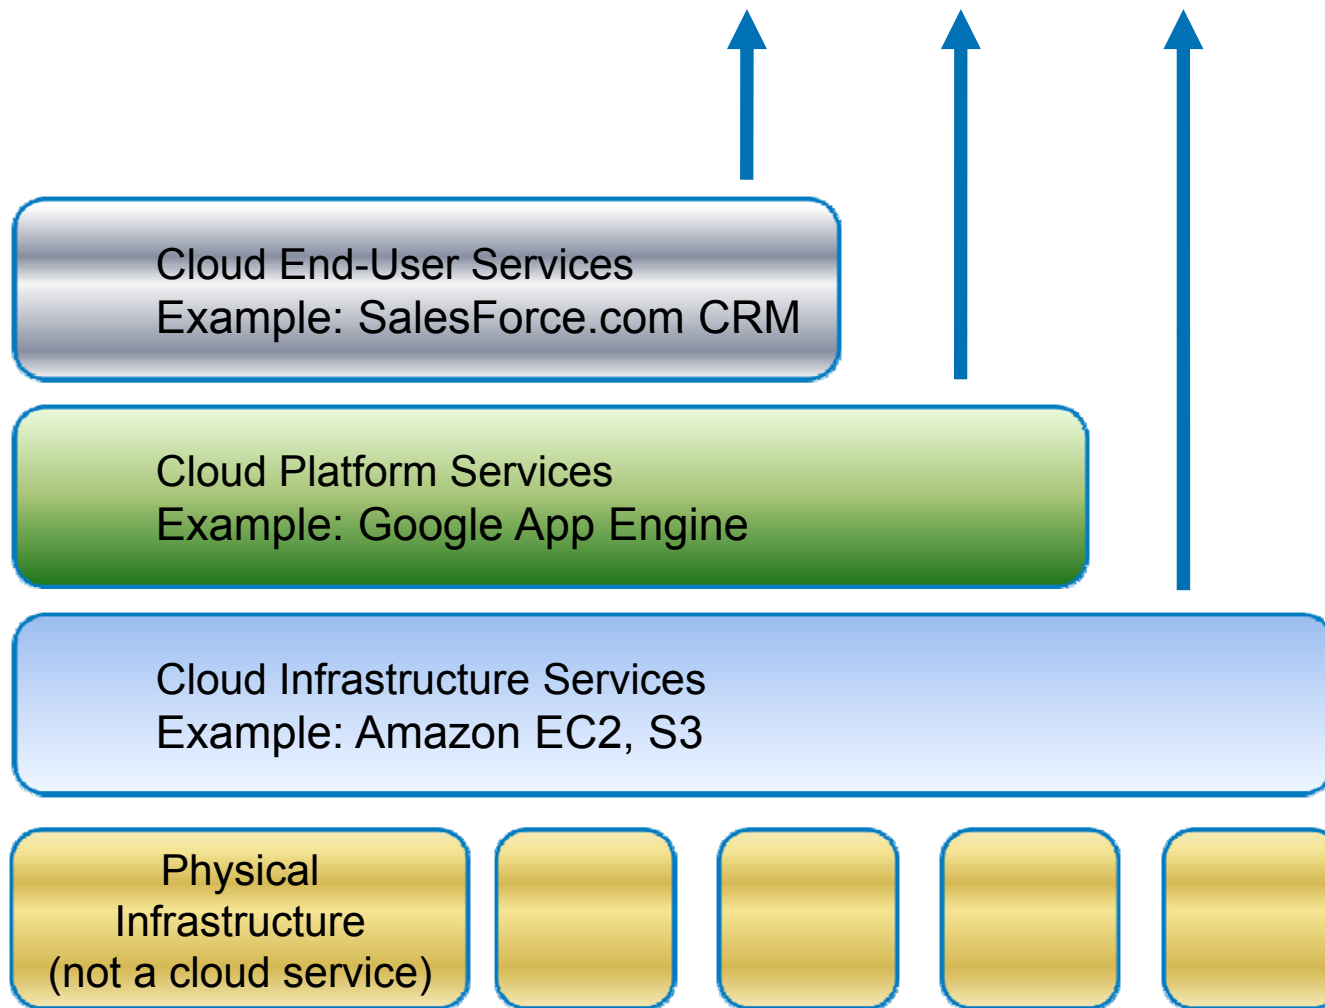 Cloud End-User Services
Example: SalesForce.com CRM
Cloud Platform Services
Example: Google App Engine
Cloud Infrastructure Services
Example: Amazon EC2, S3
Physical
Infrastructure
(not a cloud service)